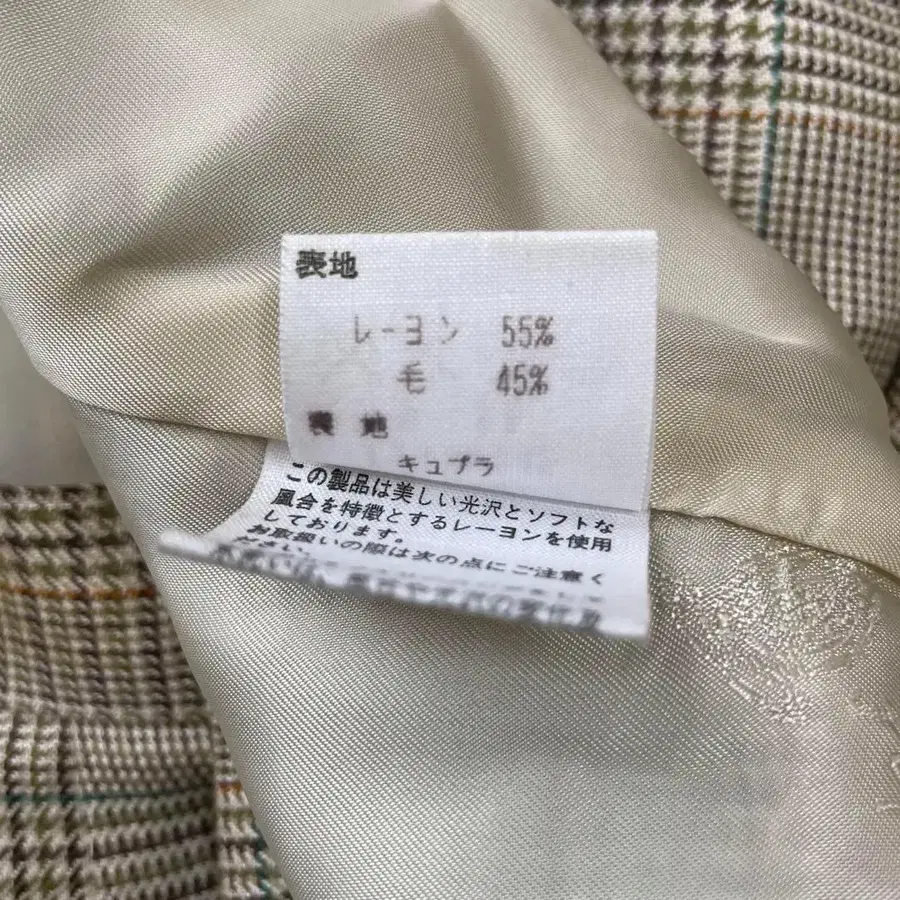 表地
レーヨン 55%
毛 45%
裏地
キュプラ
この製品は美しい光沢とソフトな
風合を特徴とするレーヨンを使用
しております。
お取扱いの際は次の点にご注意く
ださい。